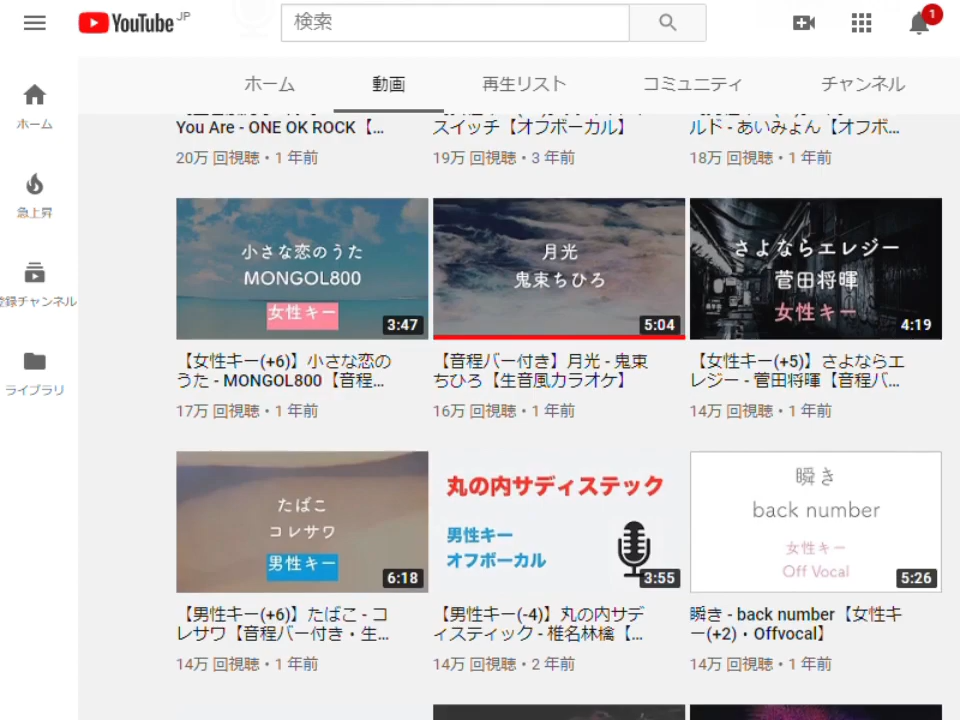 YouTube JP
検索
1
ホーム
動画
再生リスト
コミュニティ
チャンネル
ホーム
急上昇
登録チャンネル
ライブラリ
You Are - ONE OK ROCK【...
20万 回視聴・1 年前
スイッチ【オフボーカル】
19万 回視聴・3 年前
ルド - あいみょん【オフボ...
18万 回視聴・1 年前
小さな恋のうた
MONGOL800
女性キー
3:47
【女性キー(+6)】小さな恋の
うた - MONGOL800【音程...
17万 回視聴・1 年前
月光
鬼束ちひろ
5:04
【音程バー付き】月光 - 鬼束
ちひろ【生音風カラオケ】
16万 回視聴・1 年前
さよならエレジー
菅田将暉
女性キー
4:19
【女性キー(+5)】さよならエ
レジー - 菅田将暉【音程バ...
14万 回視聴・1 年前
たばこ
コレサワ
男性キー
6:18
【男性キー(+6)】たばこ - コ
レサワ【音程バー付き・生...
14万 回視聴・1 年前
丸の内サディステック
男性キー
オフボーカル
3:55
【男性キー(-4)】丸の内サデ
ィスティック - 椎名林檎【...
14万 回視聴・2 年前
瞬き
back number
女性キー
Off Vocal
5:26
瞬き - back number【女性キ
ー(+2)・Offvocal】
14万 回視聴・1 年前